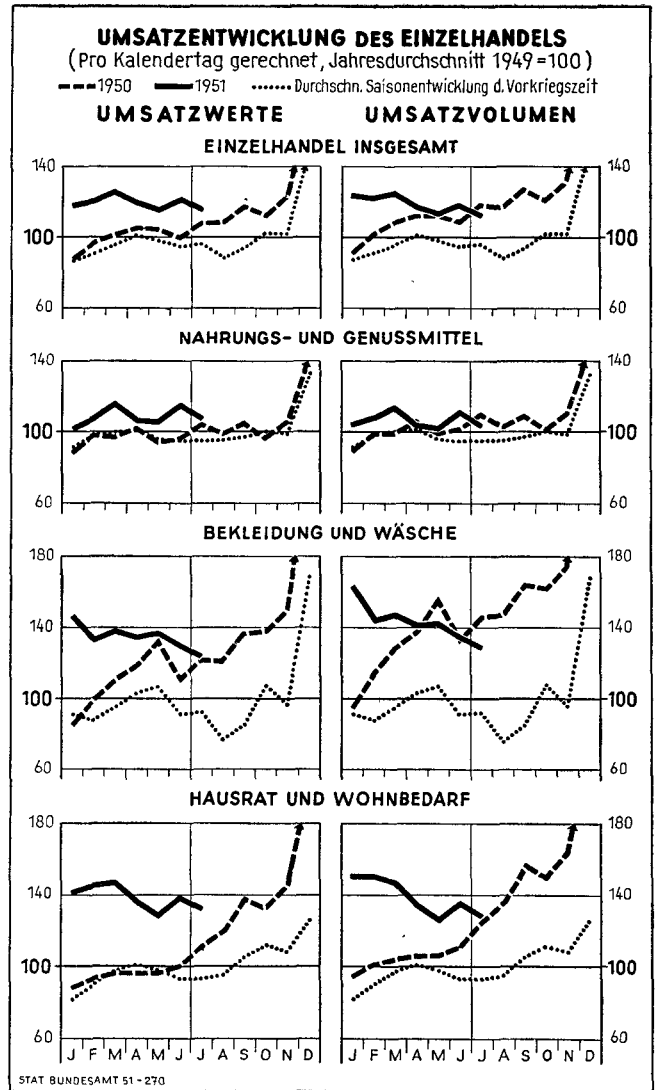 UMSATZENTWICKLUNG DES EINZELHANDELS
(Pro Kalendertag gerechnet, Jahresdurchschnitt 1949=100)
1950 1951 Durchschn. Saisonentwicklung d. Vorkriegszeit
UMSATZWERTE UMSATZVOLUMEN
EINZELHANDEL INSGESAMT
140 140
100 100
60 60
NAHRUNGS- UND GENUSSMITTEL
140 140
100 100
60 60
BEKLEIDUNG UND WÄSCHE
180 180
140 140
100 100
60 60
HAUSRAT UND WOHNBEDARF
180 180
140 140
100 100
60 60
J F M A M J J A S O N D J F M A M J J A S O N D
STAT BUNDESAMT 51-270